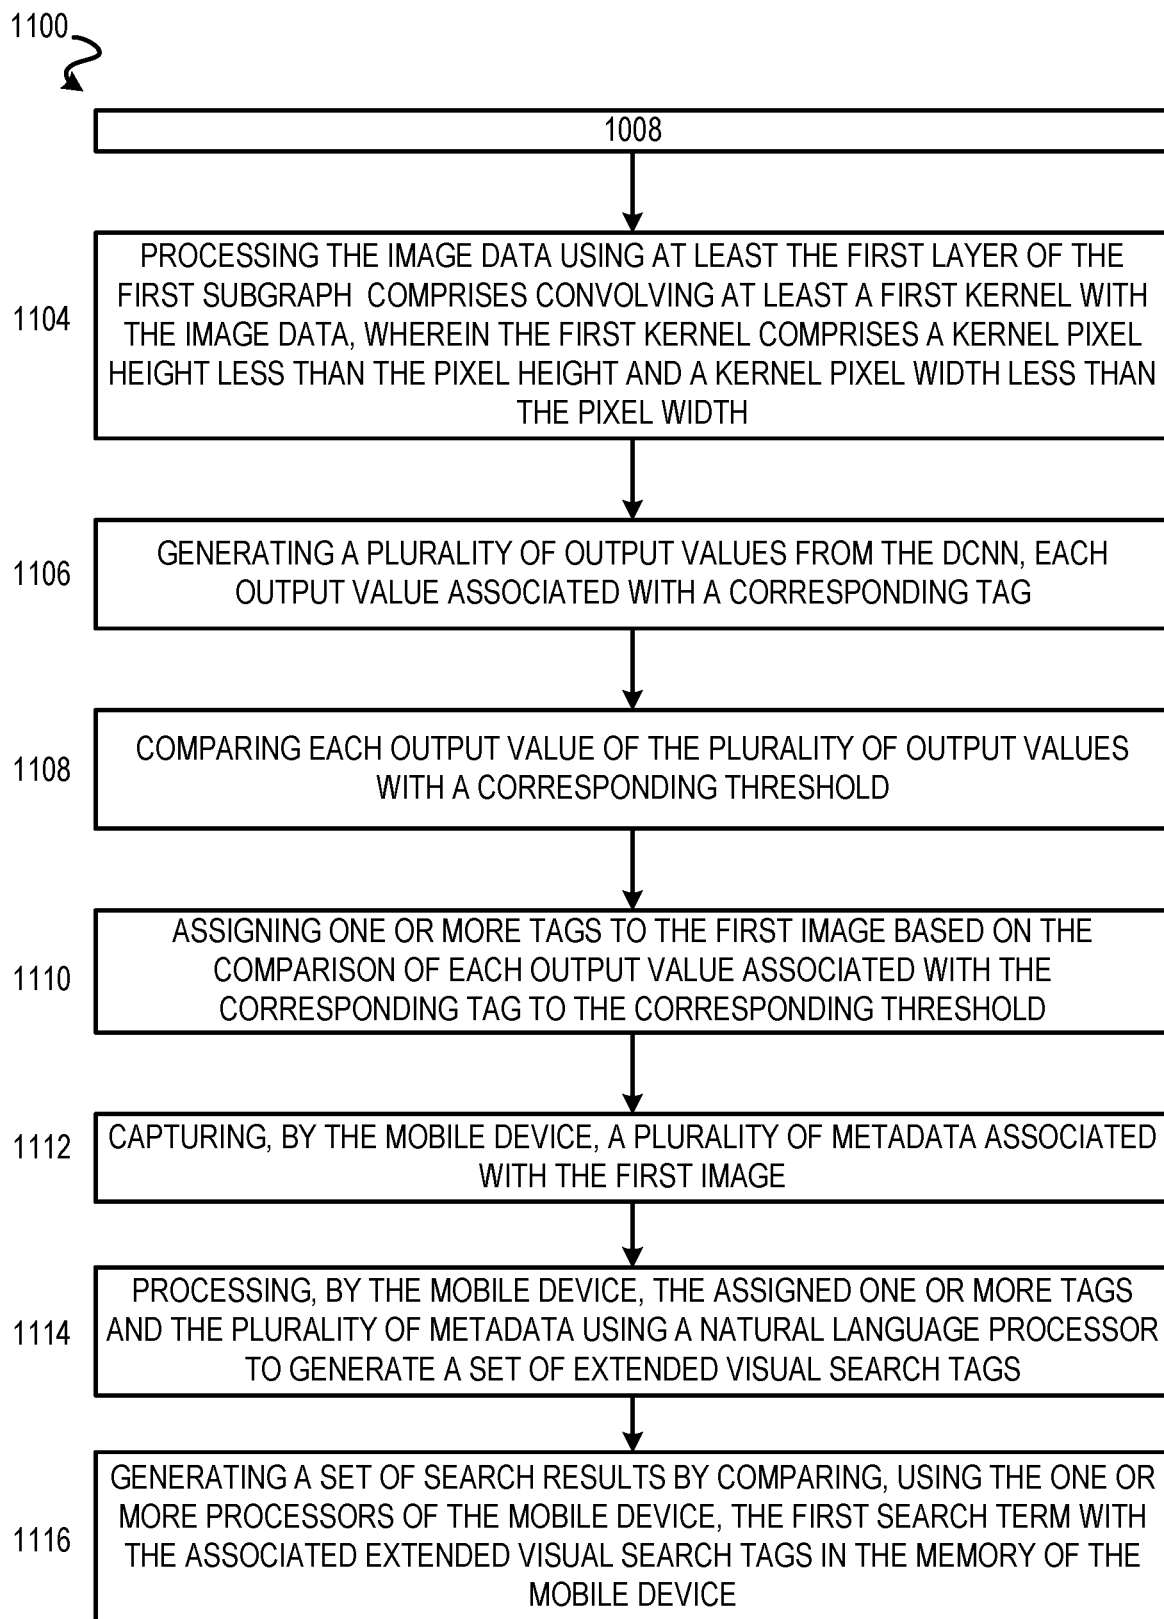 1100
1008
1104
PROCESSING THE IMAGE DATA USING AT LEAST THE FIRST LAYER OF THE
FIRST SUBGRAPH COMPRISES CONVOLVING AT LEAST A FIRST KERNEL WITH
THE IMAGE DATA, WHEREIN THE FIRST KERNEL COMPRISES A KERNEL PIXEL
HEIGHT LESS THAN THE PIXEL HEIGHT AND A KERNEL PIXEL WIDTH LESS THAN
THE PIXEL WIDTH
1106
GENERATING A PLURALITY OF OUTPUT VALUES FROM THE DCNN, EACH
OUTPUT VALUE ASSOCIATED WITH A CORRESPONDING TAG
1108
COMPARING EACH OUTPUT VALUE OF THE PLURALITY OF OUTPUT VALUES
WITH A CORRESPONDING THRESHOLD
1110
ASSIGNING ONE OR MORE TAGS TO THE FIRST IMAGE BASED ON THE
COMPARISON OF EACH OUTPUT VALUE ASSOCIATED WITH THE
CORRESPONDING TAG TO THE CORRESPONDING THRESHOLD
1112
CAPTURING, BY THE MOBILE DEVICE, A PLURALITY OF METADATA ASSOCIATED
WITH THE FIRST IMAGE
1114
PROCESSING, BY THE MOBILE DEVICE, THE ASSIGNED ONE OR MORE TAGS
AND THE PLURALITY OF METADATA USING A NATURAL LANGUAGE PROCESSOR
TO GENERATE A SET OF EXTENDED VISUAL SEARCH TAGS
1116
GENERATING A SET OF SEARCH RESULTS BY COMPARING, USING THE ONE OR
MORE PROCESSORS OF THE MOBILE DEVICE, THE FIRST SEARCH TERM WITH
THE ASSOCIATED EXTENDED VISUAL SEARCH TAGS IN THE MEMORY OF THE
MOBILE DEVICE